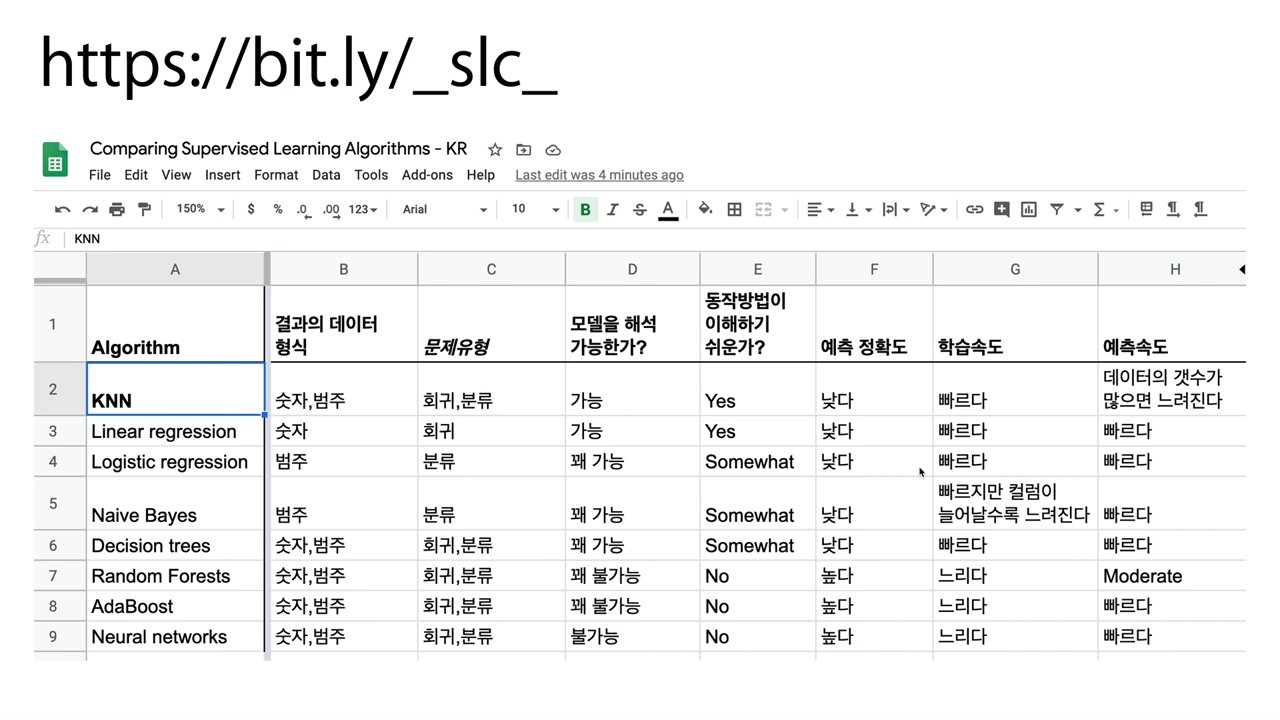 https://bit.ly/_slc_
Comparing Supervised Learning Algorithms - KR
File Edit View Insert Format Data Tools Add-ons Help Last edit was 4 minutes ago
150% $ % .0 .00 123 Arial 10 B I S A
fx KNN
A B C D E F G H
1 Algorithm 결과의 데이터 형식 문제유형 모델을 해석 가능한가? 동작방법이 이해하기 쉬운가? 예측 정확도 학습속도 예측속도
2 KNN 숫자,범주 회귀,분류 가능 Yes 낮다 빠르다 데이터의 갯수가 많으면 느려진다
3 Linear regression 숫자 회귀 가능 Yes 낮다 빠르다 빠르다
4 Logistic regression 범주 분류 꽤 가능 Somewhat 낮다 빠르다 빠르다
5 Naive Bayes 범주 분류 꽤 가능 Somewhat 낮다 빠르지만 컬럼이 늘어날수록 느려진다 빠르다
6 Decision trees 숫자,범주 회귀,분류 꽤 가능 Somewhat 낮다 빠르다 빠르다
7 Random Forests 숫자,범주 회귀,분류 꽤 불가능 No 높다 느리다 Moderate
8 AdaBoost 숫자,범주 회귀,분류 꽤 불가능 No 높다 느리다 빠르다
9 Neural networks 숫자,범주 회귀,분류 불가능 No 높다 느리다 빠르다